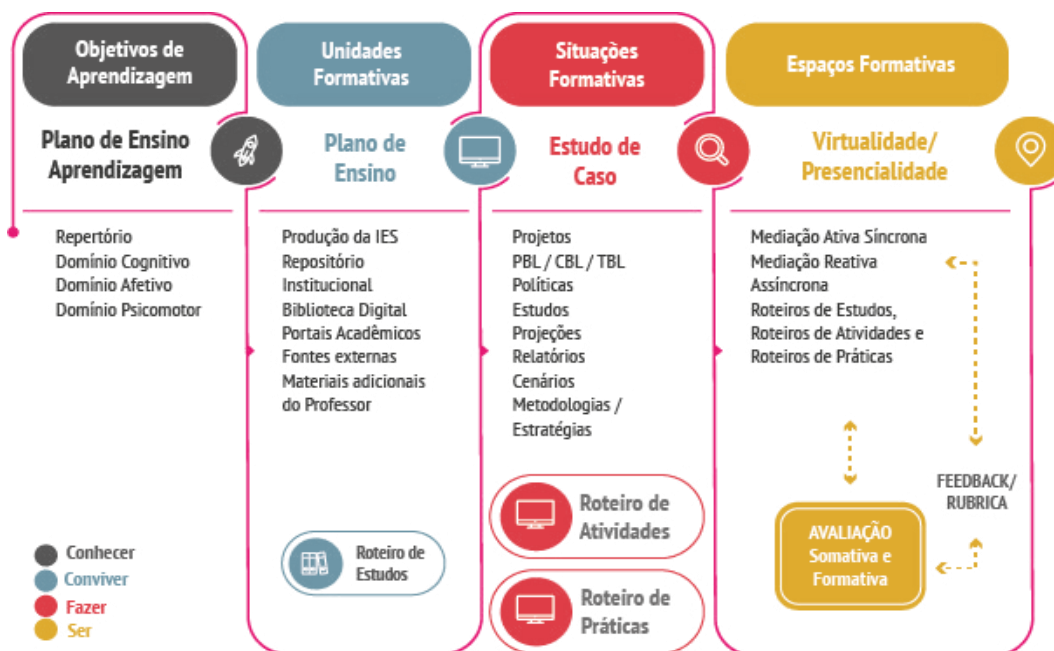 Objetivos de
Aprendizagem
Plano de Ensino
Aprendizagem
Repertório
Domínio Cognitivo
Domínio Afetivo
Domínio Psicomotor
Conhecer
Conviver
Fazer
Ser
Unidades
Formativas
Plano de
Ensino
Produção da IES
Repositório
Institucional
Biblioteca Digital
Portais Acadêmicos
Fontes externas
Materiais adicionais
do Professor
Roteiro de
Estudos
Situações
Formativas
Estudo de
Caso
Projetos
PBL / CBL / TBL
Políticas
Estudos
Projeções
Relatórios
Cenários
Metodologias /
Estratégias
Roteiro de
Atividades
Roteiro de
Práticas
Espaços Formativas
Virtualidade/
Presencialidade
Mediação Ativa Síncrona
Mediação Reativa
Assíncrona
Roteiros de Estudos,
Roteiros de Atividades e
Roteiros de Práticas
FEEDBACK/
RUBRICA
AVALIAÇÃO
Somativa e
Formativa